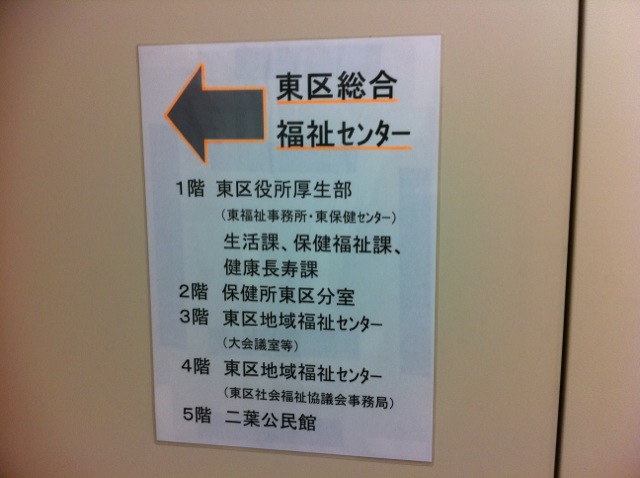 東区総合
福祉センター
1階 東区役所厚生部
（東福祉事務所・東保健センター）
生活課、保健福祉課、
健康長寿課
2階 保健所東区分室
3階 東区地域福祉センター
（大会議室等）
4階 東区地域福祉センター
（東区社会福祉協議会事務局）
5階 二葉公民館